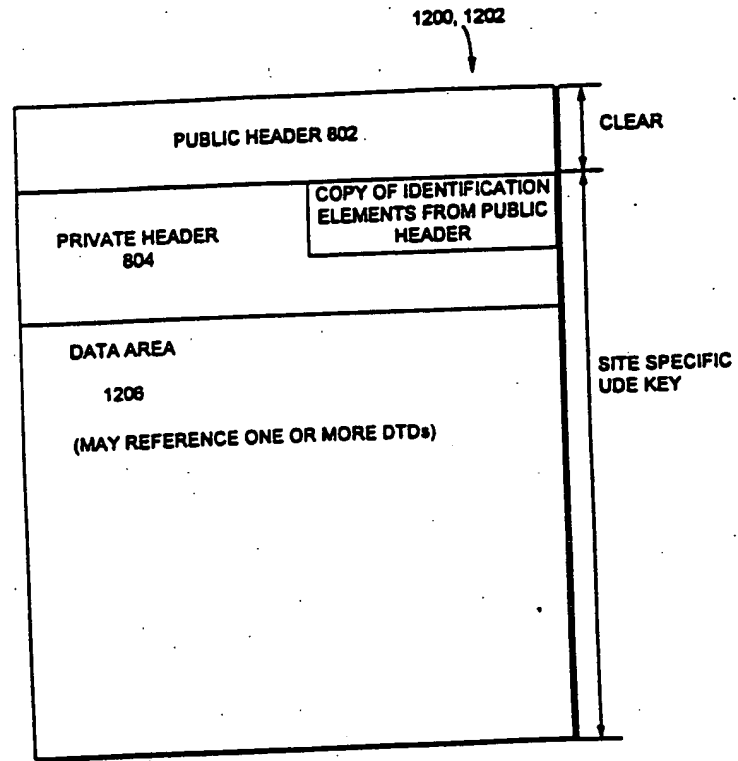 1200, 1202
PUBLIC HEADER 802
CLEAR
COPY OF IDENTIFICATION
ELEMENTS FROM PUBLIC
HEADER
PRIVATE HEADER
804
DATA AREA
1206
(MAY REFERENCE ONE OR MORE DTDs)
SITE SPECIFIC
UDE KEY